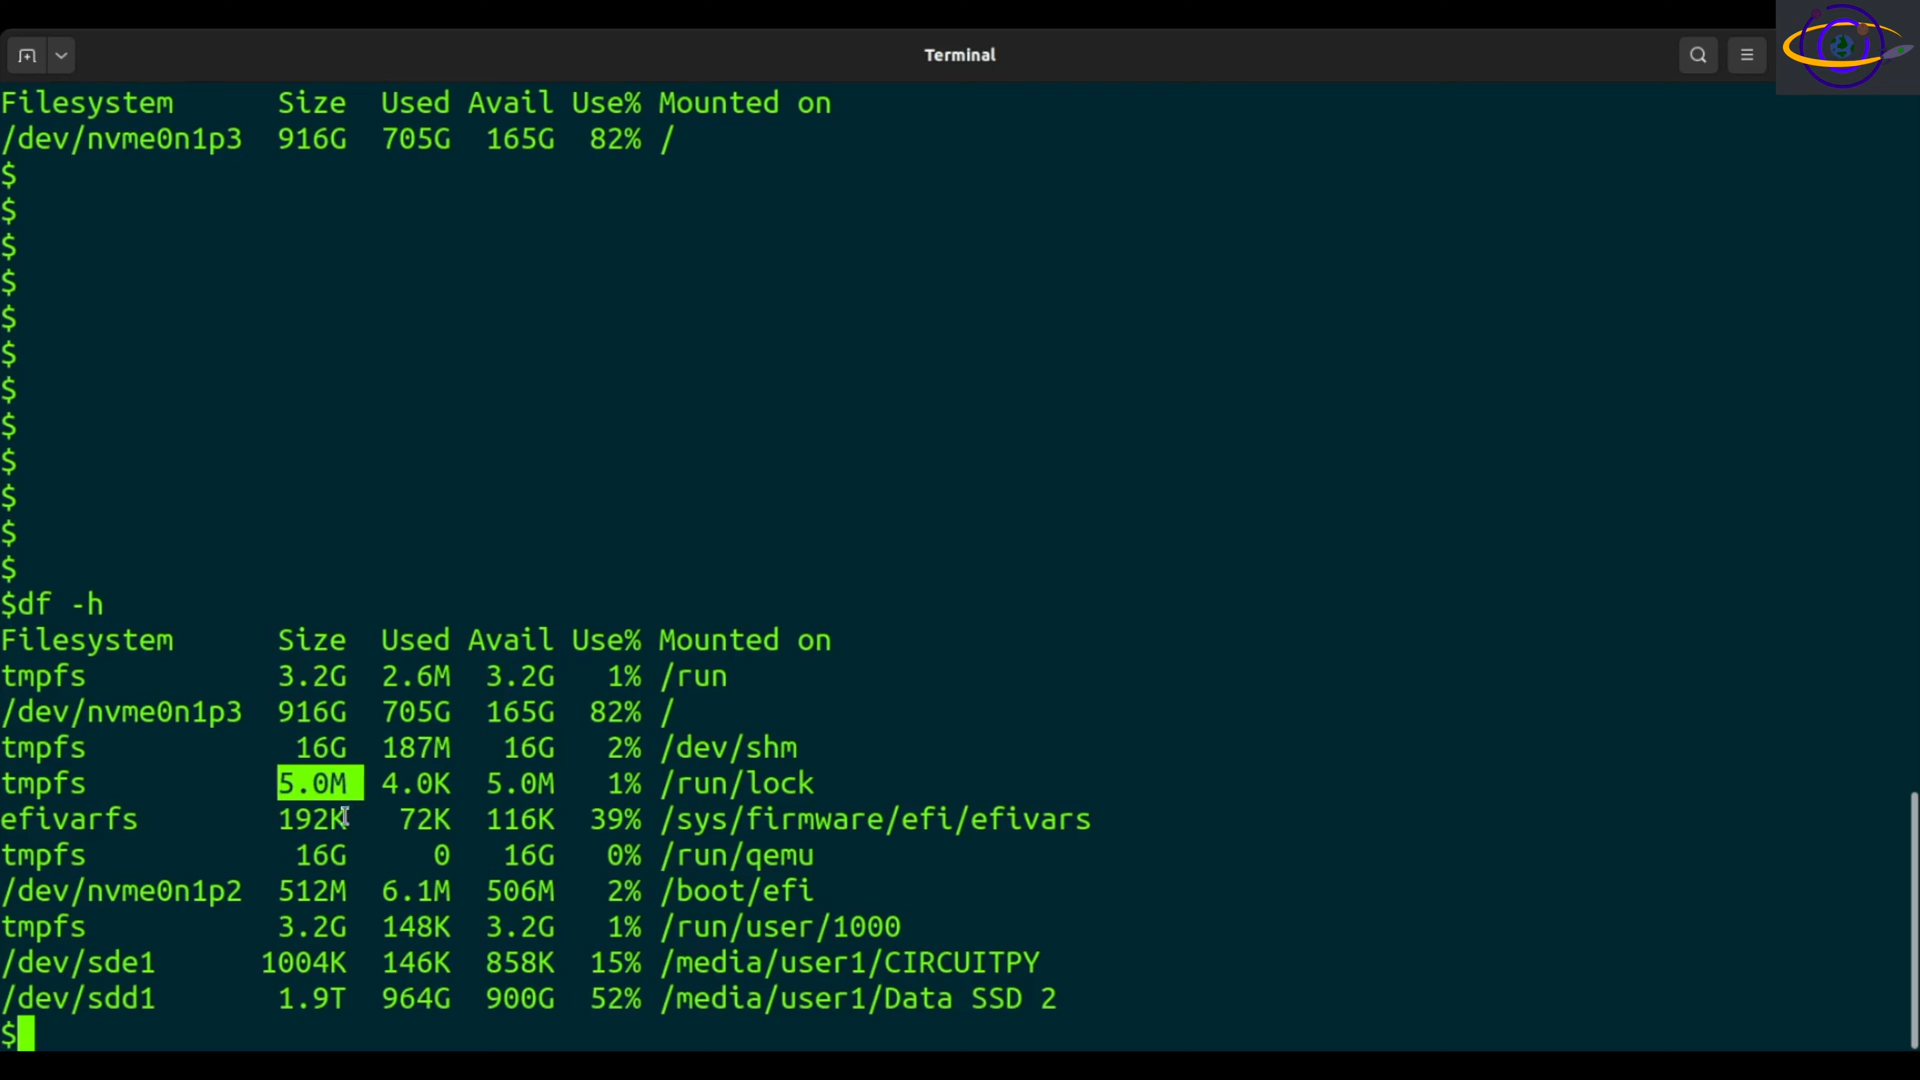 Terminal
Filesystem      Size  Used Avail Use% Mounted on
/dev/nvme0n1p3  916G  705G  165G  82% /
$
$
$
$
$
$
$
$
$
$
$
$
$df -h
Filesystem      Size  Used Avail Use% Mounted on
tmpfs           3.2G  2.6M  3.2G   1% /run
/dev/nvme0n1p3  916G  705G  165G  82% /
tmpfs            16G  187M   16G   2% /dev/shm
tmpfs           5.0M  4.0K  5.0M   1% /run/lock
efivarfs        192K   72K  116K  39% /sys/firmware/efi/efivars
tmpfs            16G     0   16G   0% /run/qemu
/dev/nvme0n1p2  512M  6.1M  506M   2% /boot/efi
tmpfs           3.2G  148K  3.2G   1% /run/user/1000
/dev/sde1      1004K  146K  858K  15% /media/user1/CIRCUITPY
/dev/sdd1       1.9T  964G  900G  52% /media/user1/Data SSD 2
$